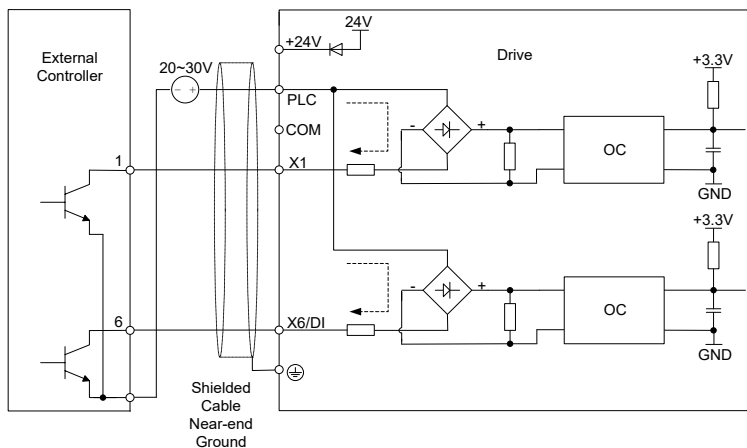 External
Controller
20~30V
- +
+24V
24V
Drive
+3.3V
PLC
COM
- +
OC
1
X1
GND
+3.3V
- +
OC
6
X6/DI
GND
Shielded
Cable
Near-end
Ground